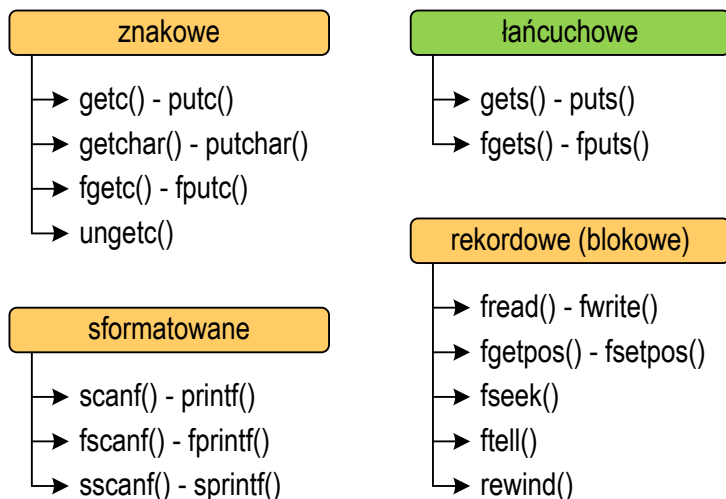 znakowe
getc() - putc()
getchar() - putchar()
fgetc() - fputc()
ungetc()
sformatowane
scanf() - printf()
fscanf() - fprintf()
sscanf() - sprintf()
łańcuchowe
gets() - puts()
fgets() - fputs()
rekordowe (blokowe)
fread() - fwrite()
fgetpos() - fsetpos()
fseek()
ftell()
rewind()